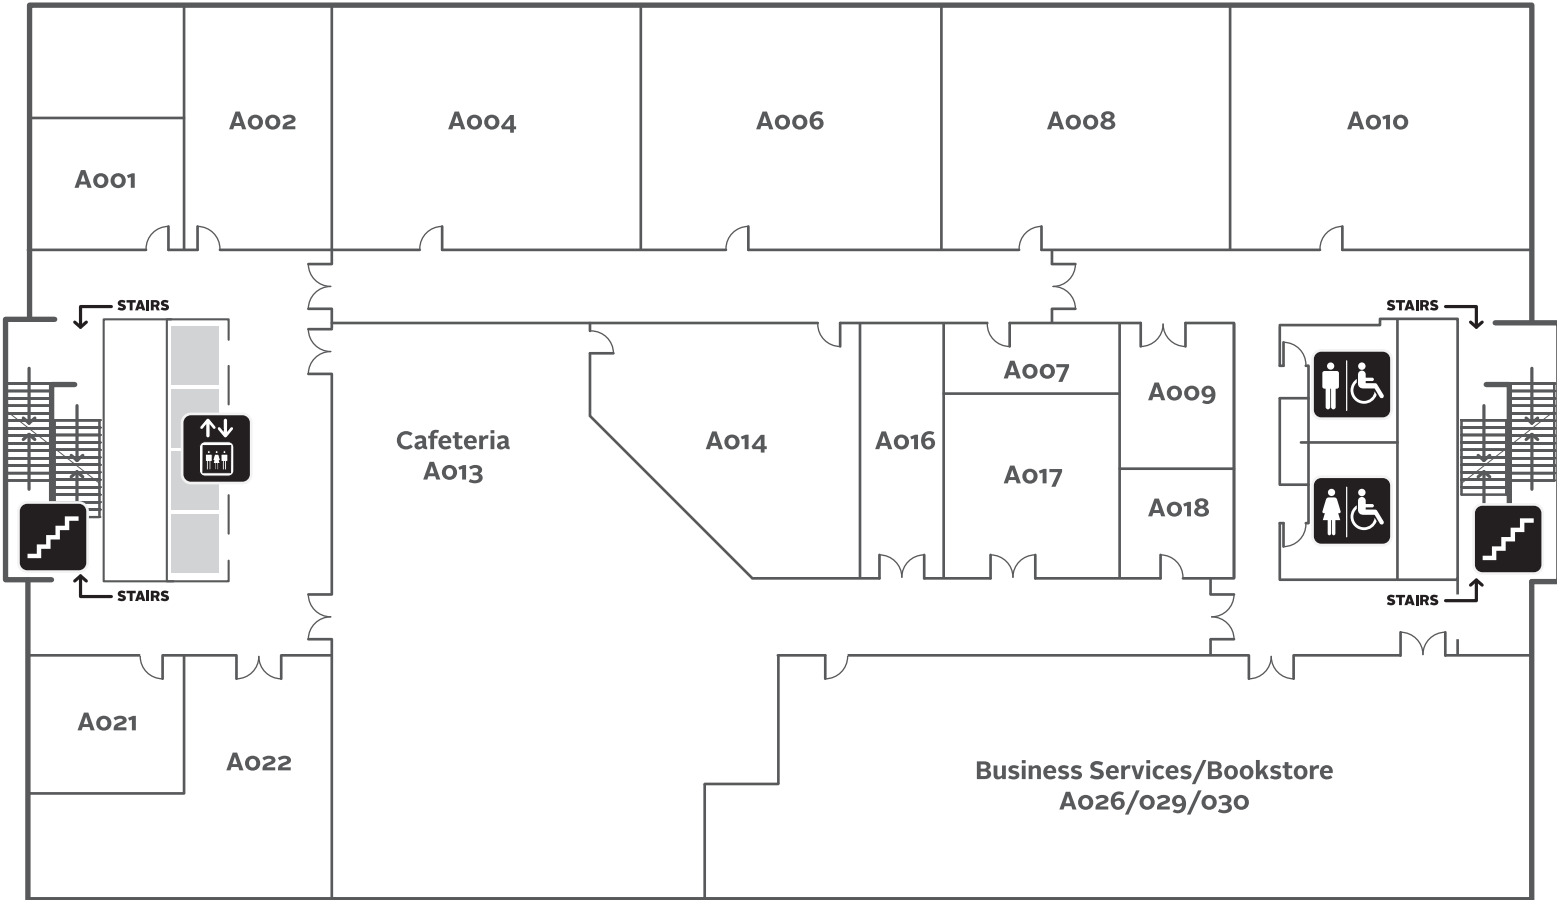 A002
A004
A006
A008
A010
A001
STAIRS
STAIRS
A007
A009
Cafeteria
A013
A014
A016
A017
A018
STAIRS
STAIRS
A021
A022
Business Services/Bookstore
A026/029/030